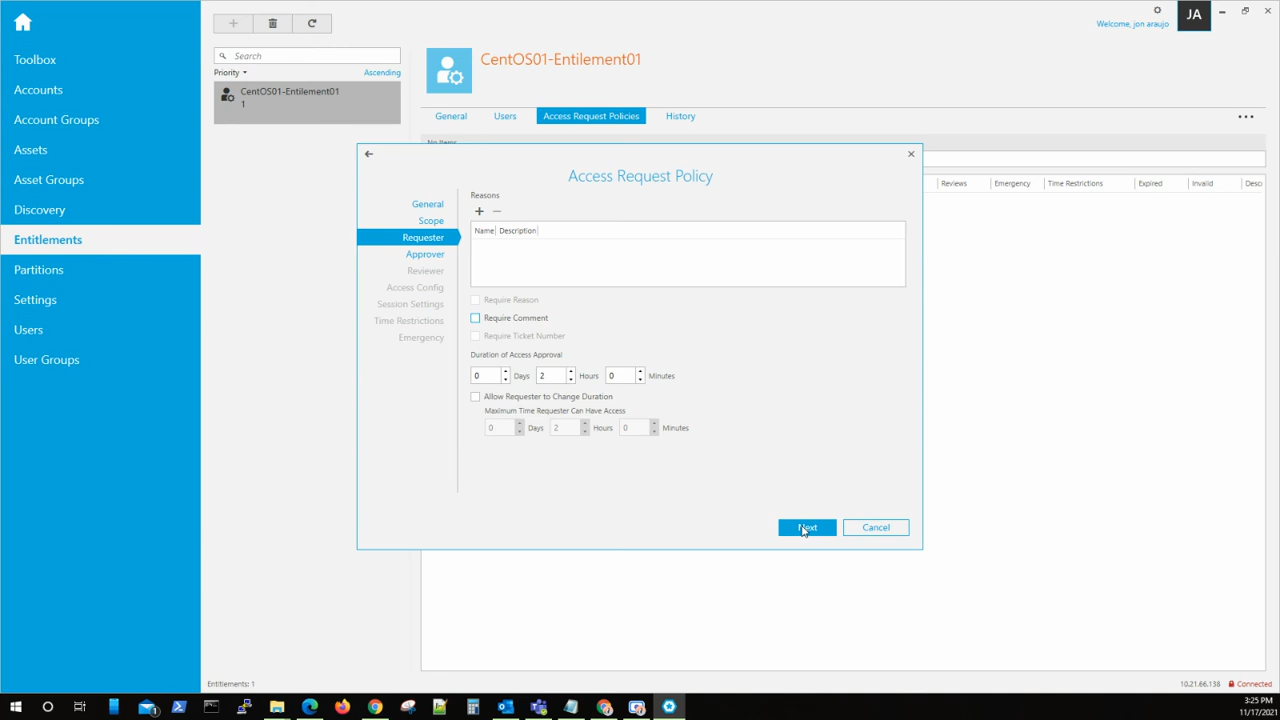 Welcome, jon araujo
JA
Toolbox
Accounts
Account Groups
Assets
Asset Groups
Discovery
Entitlements
Partitions
Settings
Users
User Groups
Search
Priority
Ascending
CentOS01-Entilement01
1
CentOS01-Entilement01
General
Users
Access Request Policies
History
No Items
Reviews
Emergency
Time Restrictions
Expired
Invalid
Desci
Access Request Policy
General
Scope
Requester
Approver
Reviewer
Access Config
Session Settings
Time Restrictions
Emergency
Reasons
Name
Description
Require Reason
Require Comment
Require Ticket Number
Duration of Access Approval
0 Days 2 Hours 0 Minutes
Allow Requester to Change Duration
Maximum Time Requester Can Have Access
0 Days 2 Hours 0 Minutes
Next
Cancel
Entitlements: 1
10.21.66.138
Connected
3:25 PM
11/17/2021